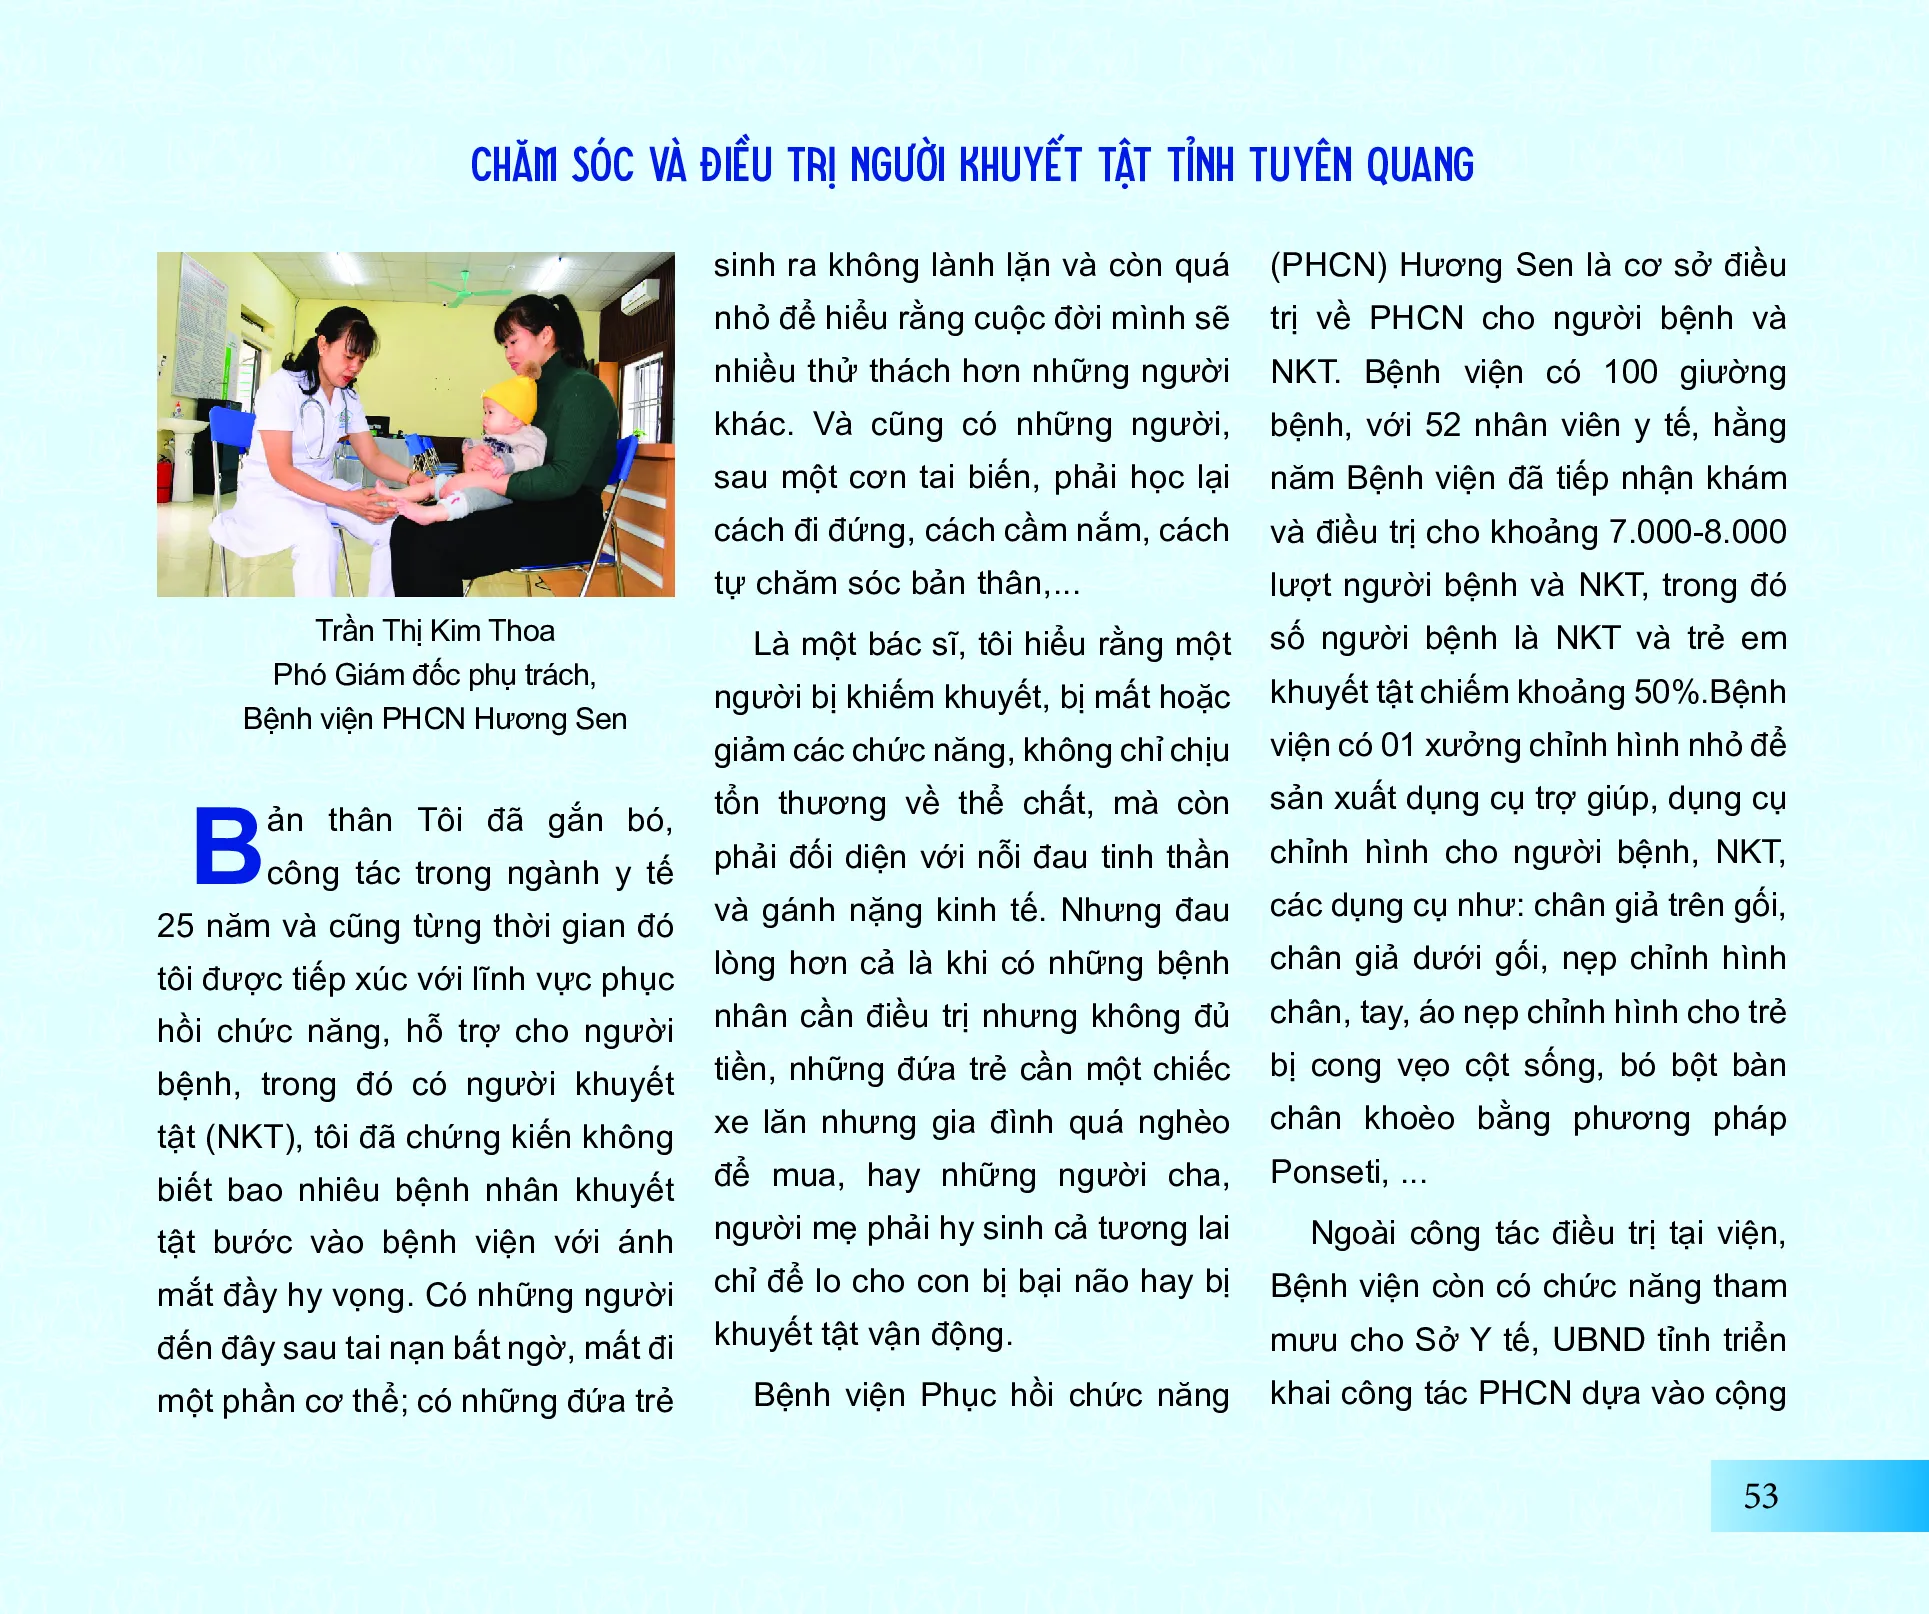 CHĂM SÓC VÀ ĐIỀU TRỊ NGƯỜI KHUYẾT TẬT TỈNH TUYÊN QUANG
Trần Thị Kim Thoa
Phó Giám đốc phụ trách,
Bệnh viện PHCN Hương Sen
Bản thân Tôi đã gắn bó,
công tác trong ngành y tế
25 năm và cũng từng thời gian đó
tôi được tiếp xúc với lĩnh vực phục
hồi chức năng, hỗ trợ cho người
bệnh, trong đó có người khuyết
tật (NKT), tôi đã chứng kiến không
biết bao nhiêu bệnh nhân khuyết
tật bước vào bệnh viện với ánh
mắt đầy hy vọng. Có những người
đến đây sau tai nạn bất ngờ, mất đi
một phần cơ thể; có những đứa trẻ
sinh ra không lành lặn và còn quá
nhỏ để hiểu rằng cuộc đời mình sẽ
nhiều thử thách hơn những người
khác. Và cũng có những người,
sau một cơn tai biến, phải học lại
cách đi đứng, cách cầm nắm, cách
tự chăm sóc bản thân,...
Là một bác sĩ, tôi hiểu rằng một
người bị khiếm khuyết, bị mất hoặc
giảm các chức năng, không chỉ chịu
tổn thương về thể chất, mà còn
phải đối diện với nỗi đau tinh thần
và gánh nặng kinh tế. Nhưng đau
lòng hơn cả là khi có những bệnh
nhân cần điều trị nhưng không đủ
tiền, những đứa trẻ cần một chiếc
xe lăn nhưng gia đình quá nghèo
để mua, hay những người cha,
người mẹ phải hy sinh cả tương lai
chỉ để lo cho con bị bại não hay bị
khuyết tật vận động.
Bệnh viện Phục hồi chức năng
(PHCN) Hương Sen là cơ sở điều
trị về PHCN cho người bệnh và
NKT. Bệnh viện có 100 giường
bệnh, với 52 nhân viên y tế, hằng
năm Bệnh viện đã tiếp nhận khám
và điều trị cho khoảng 7.000-8.000
lượt người bệnh và NKT, trong đó
số người bệnh là NKT và trẻ em
khuyết tật chiếm khoảng 50%.Bệnh
viện có 01 xưởng chỉnh hình nhỏ để
sản xuất dụng cụ trợ giúp, dụng cụ
chỉnh hình cho người bệnh, NKT,
các dụng cụ như: chân giả trên gối,
chân giả dưới gối, nẹp chỉnh hình
chân, tay, áo nẹp chỉnh hình cho trẻ
bị cong vẹo cột sống, bó bột bàn
chân khoèo bằng phương pháp
Ponseti, ...
Ngoài công tác điều trị tại viện,
Bệnh viện còn có chức năng tham
mưu cho Sở Y tế, UBND tỉnh triển
khai công tác PHCN dựa vào cộng
53